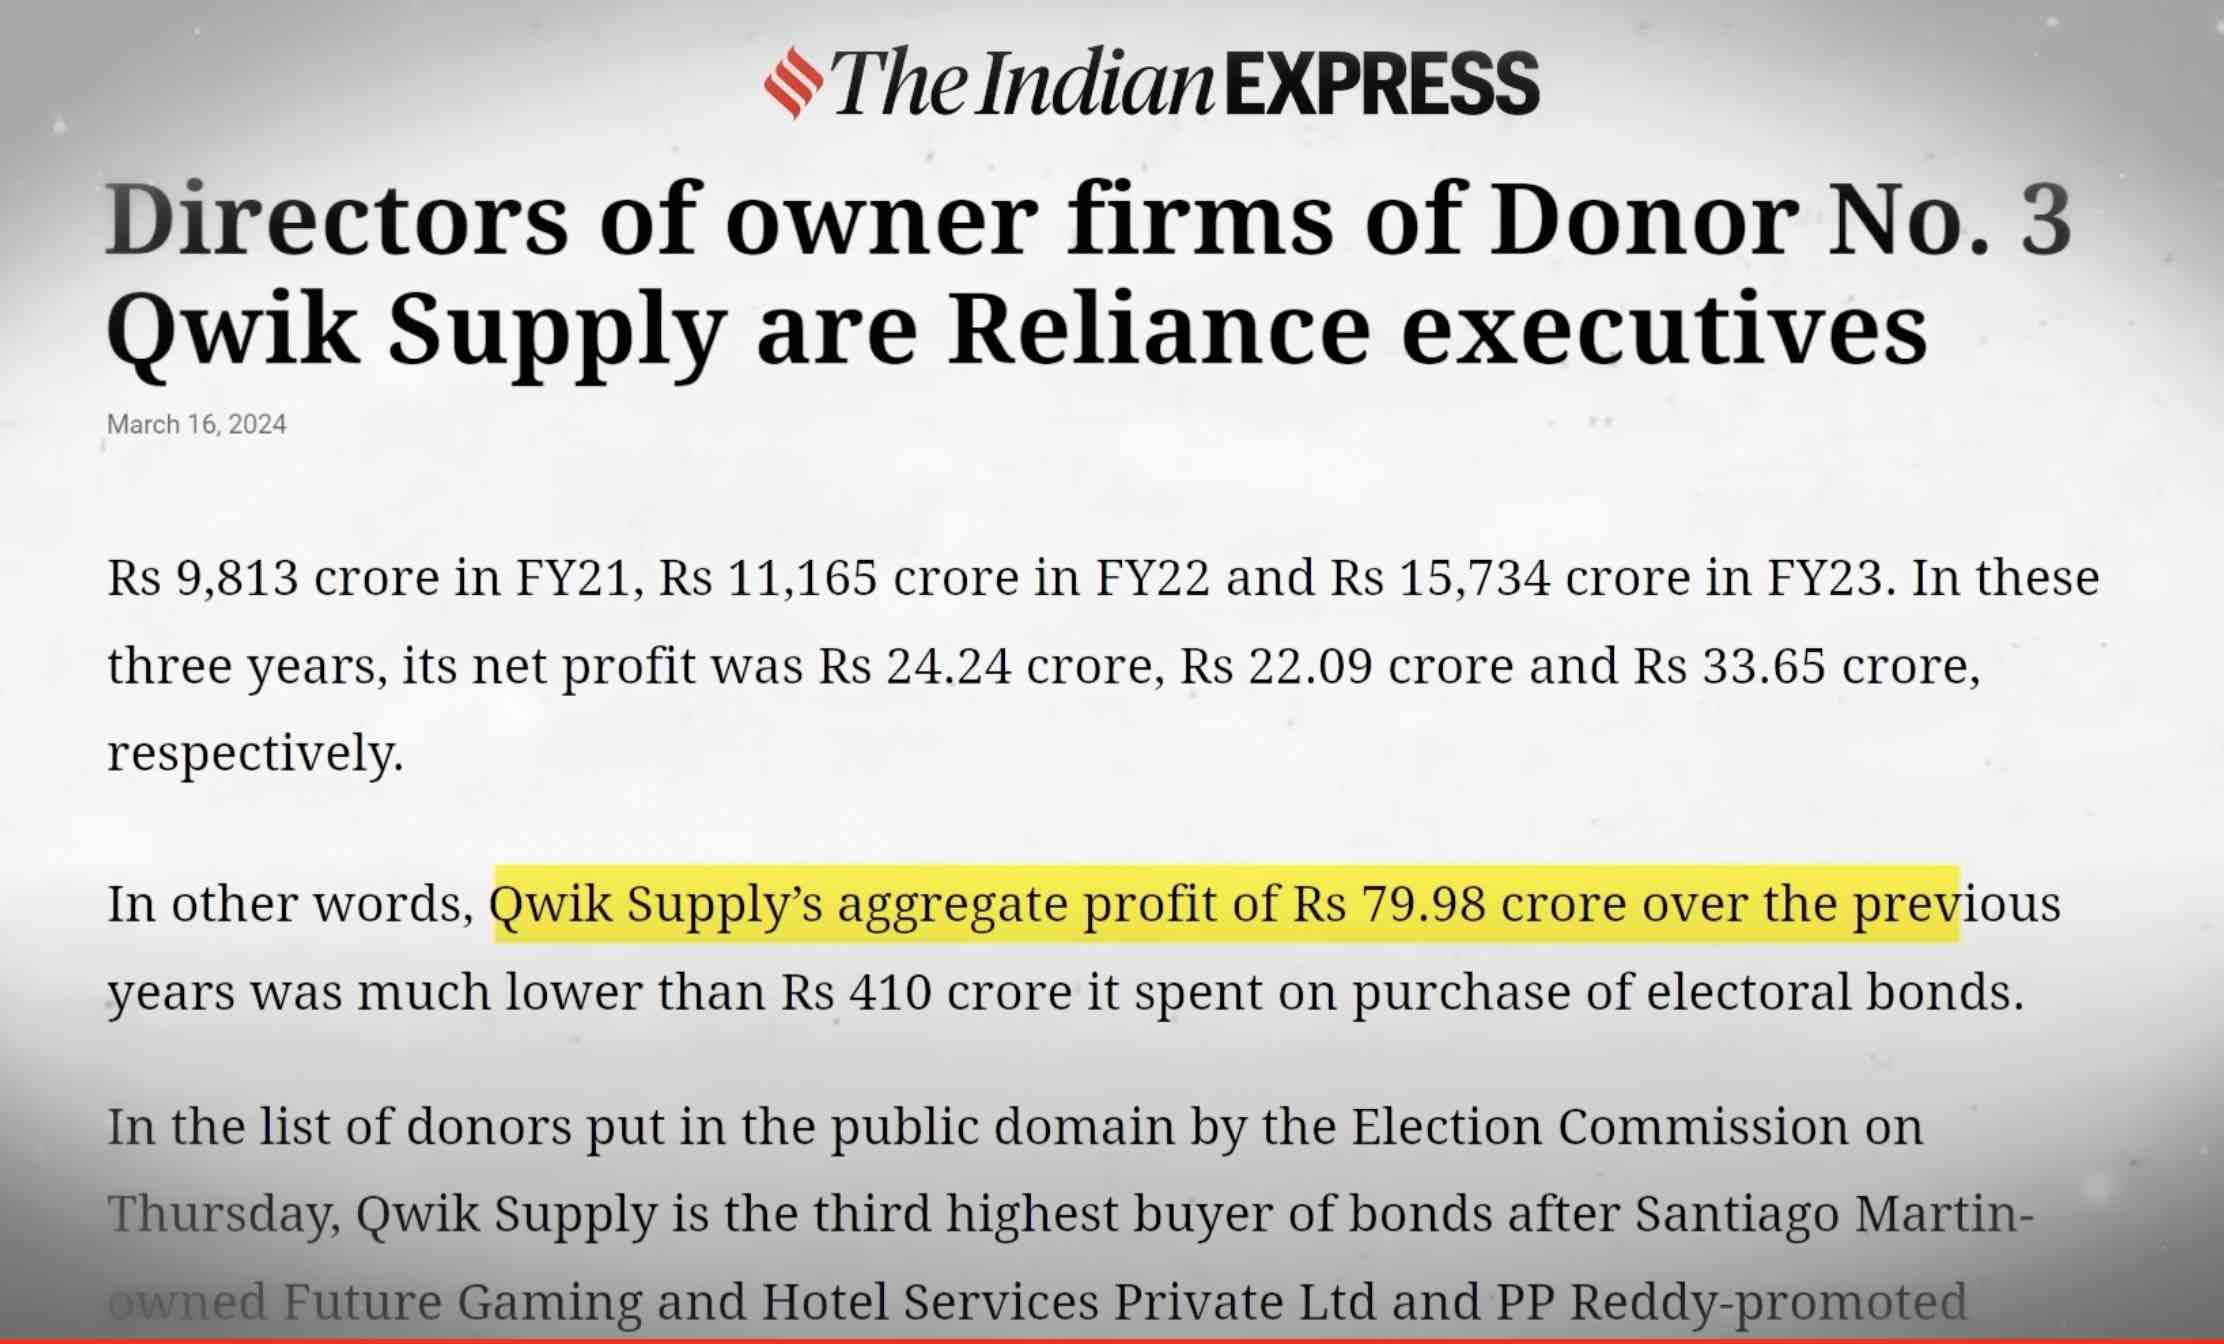 The Indian EXPRESS
Directors of owner firms of Donor No. 3
Qwik Supply are Reliance executives
March 16, 2024
Rs 9,813 crore in FY21, Rs 11,165 crore in FY22 and Rs 15,734 crore in FY23. In these
three years, its net profit was Rs 24.24 crore, Rs 22.09 crore and Rs 33.65 crore,
respectively.
In other words, Qwik Supply’s aggregate profit of Rs 79.98 crore over the previous
years was much lower than Rs 410 crore it spent on purchase of electoral bonds.
In the list of donors put in the public domain by the Election Commission on
Thursday, Qwik Supply is the third highest buyer of bonds after Santiago Martin-
owned Future Gaming and Hotel Services Private Ltd and PP Reddy-promoted